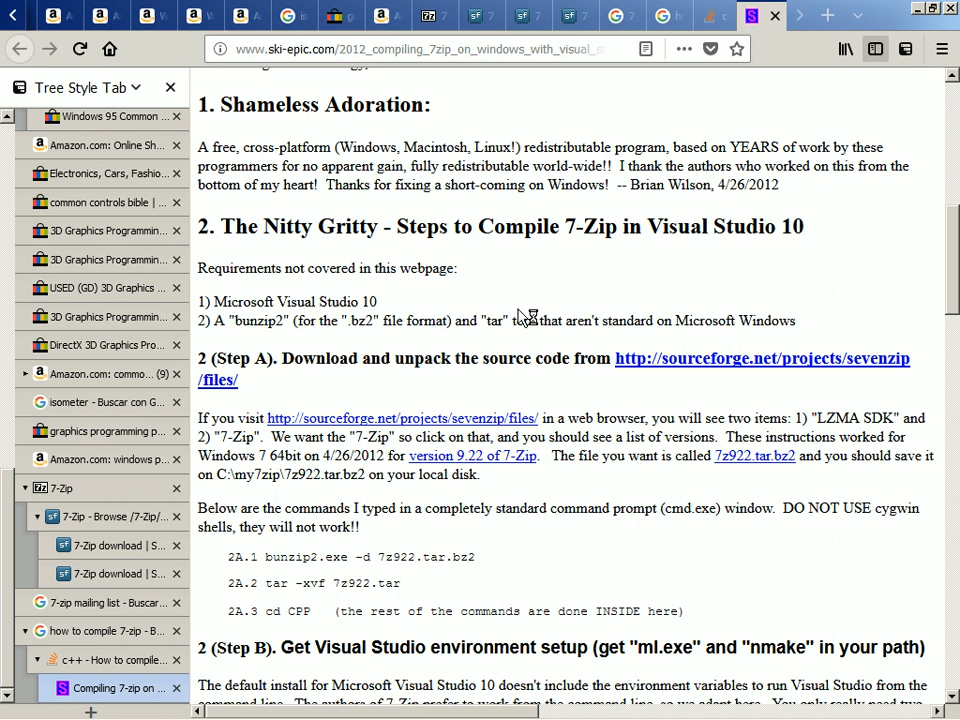 7
7
7
G 7
G h
c
S
www.ski-epic.com/2012_compiling_7zip_on_windows_with_visual_st
Tree Style Tab
Windows 95 Common ...
Amazon.com: Online Sh...
Electronics, Cars, Fashio...
common controls bible | ...
3D Graphics Programmin...
3D Graphics Programmin...
USED (GD) 3D Graphics ...
3D Graphics Programmin...
DirectX 3D Graphics Pro...
Amazon.com: commo... (9)
isometer - Buscar con G...
graphics programming p...
Amazon.com: windows p...
7-Zip
7-Zip - Browse /7-Zip/...
7-Zip download | S...
7-Zip download | S...
7-zip mailing list - Buscar...
how to compile 7-zip - B...
c++ - How to compile...
Compiling 7-zip on ...
1. Shameless Adoration:
A free, cross-platform (Windows, Macintosh, Linux!) redistributable program, based on YEARS of work by these
programmers for no apparent gain, fully redistributable world-wide!!  I thank the authors who worked on this from the
bottom of my heart!  Thanks for fixing a short-coming on Windows!  -- Brian Wilson, 4/26/2012
2. The Nitty Gritty - Steps to Compile 7-Zip in Visual Studio 10
Requirements not covered in this webpage:
1) Microsoft Visual Studio 10
2) A "bunzip2" (for the ".bz2" file format) and "tar" that aren't standard on Microsoft Windows
2 (Step A). Download and unpack the source code from http://sourceforge.net/projects/sevenzip
/files/
If you visit http://sourceforge.net/projects/sevenzip/files/ in a web browser, you will see two items: 1) "LZMA SDK" and
2) "7-Zip".  We want the "7-Zip" so click on that, and you should see a list of versions.  These instructions worked for
Windows 7 64bit on 4/26/2012 for version 9.22 of 7-Zip.  The file you want is called 7z922.tar.bz2 and you should save it
on C:\my7zip\7z922.tar.bz2 on your local disk.
Below are the commands I typed in a completely standard command prompt (cmd.exe) window.  DO NOT USE cygwin
shells, they will not work!!
2A.1 bunzip2.exe -d 7z922.tar.bz2
2A.2 tar -xvf 7z922.tar
2A.3 cd CPP   (the rest of the commands are done INSIDE here)
2 (Step B). Get Visual Studio environment setup (get "ml.exe" and "nmake" in your path)
The default install for Microsoft Visual Studio 10 doesn't include the environment variables to run Visual Studio from the